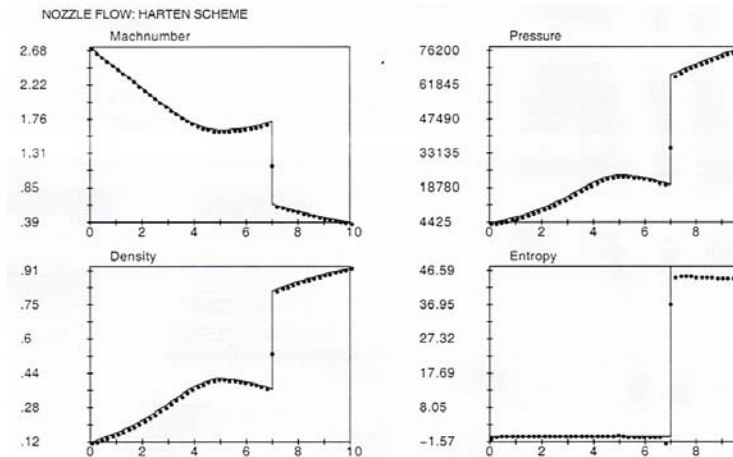 NOZZLE FLOW: HARTEN SCHEME
Machnumber
2.68
2.22
1.76
1.31
.85
.39
0 2 4 6 8 10
Pressure
76200
61845
47490
33135
18780
4425
0 2 4 6 8
Density
.91
.75
.6
.44
.28
.12
0 2 4 6 8 10
Entropy
46.59
36.95
27.32
17.69
8.05
-1.57
0 2 4 6 8